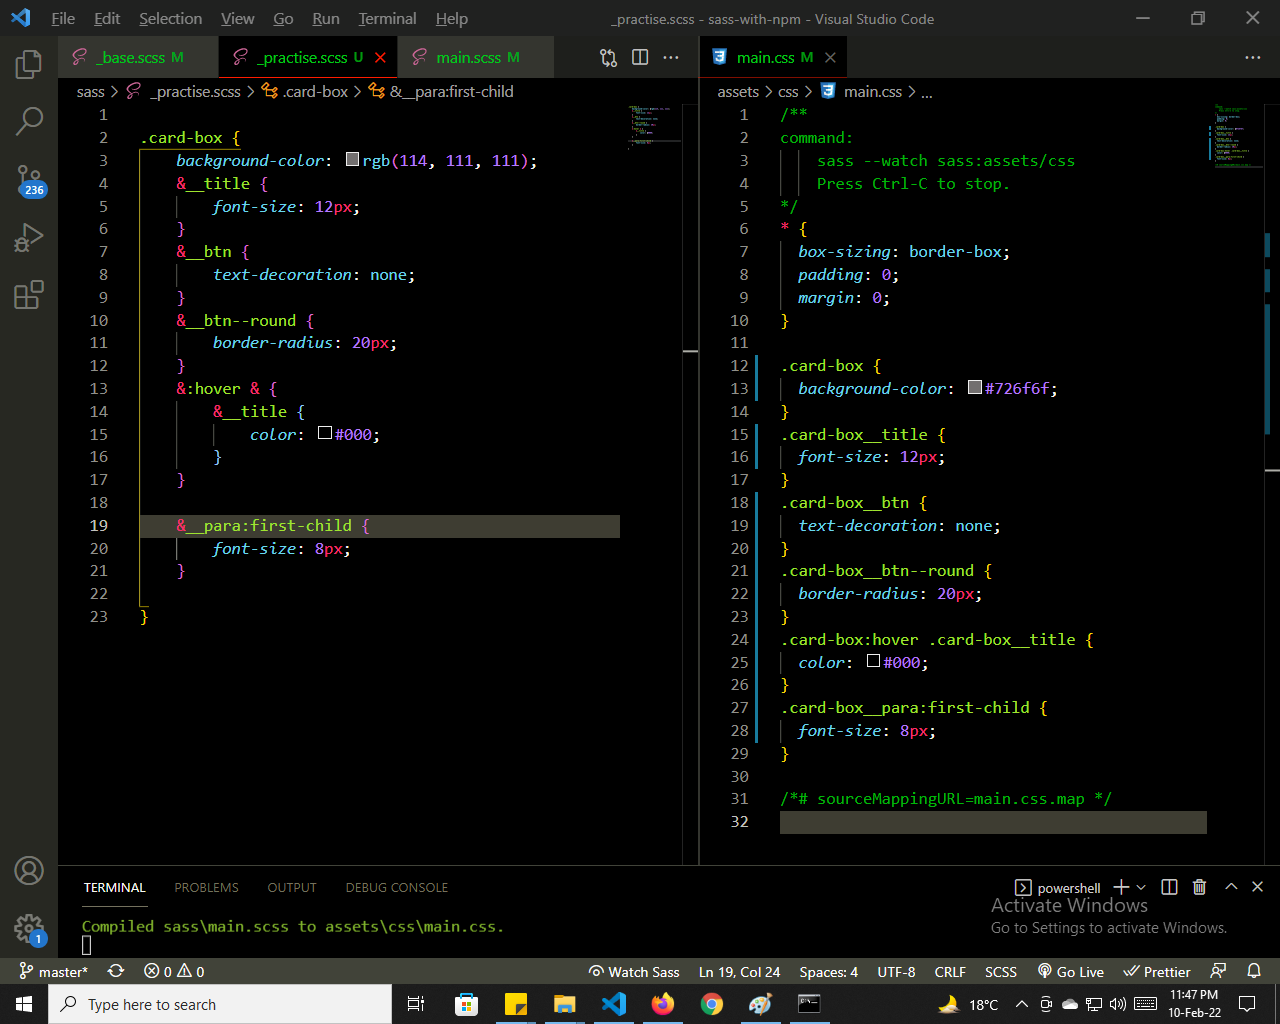 File Edit Selection View Go Run Terminal Help _practise.scss - sass-with-npm - Visual Studio Code
_base.scss M _practise.scss U main.scss M
main.css M
sass > _practise.scss > .card-box > &__para:first-child
assets > css > main.css > ...
1
2 .card-box {
3 background-color: rgb(114, 111, 111);
4 &__title {
5 font-size: 12px;
6 }
7 &__btn {
8 text-decoration: none;
9 }
10 &__btn--round {
11 border-radius: 20px;
12 }
13 &:hover & {
14 &__title {
15 color: #000;
16 }
17 }
18
19 &__para:first-child {
20 font-size: 8px;
21 }
22
23 }
1 /**
2 command:
3 sass --watch sass:assets/css
4 Press Ctrl-C to stop.
5 */
6 * {
7 box-sizing: border-box;
8 padding: 0;
9 margin: 0;
10 }
11
12 .card-box {
13 background-color: #726f6f;
14 }
15 .card-box__title {
16 font-size: 12px;
17 }
18 .card-box__btn {
19 text-decoration: none;
20 }
21 .card-box__btn--round {
22 border-radius: 20px;
23 }
24 .card-box:hover .card-box__title {
25 color: #000;
26 }
27 .card-box__para:first-child {
28 font-size: 8px;
29 }
30
31 /*# sourceMappingURL=main.css.map */
32
236
1
TERMINAL PROBLEMS OUTPUT DEBUG CONSOLE
powershell
Compiled sass\main.scss to assets\css\main.css.
Activate Windows
Go to Settings to activate Windows.
master* 0 0 Watch Sass Ln 19, Col 24 Spaces: 4 UTF-8 CRLF SCSS Go Live Prettier
Type here to search
18°C
11:47 PM
10-Feb-22